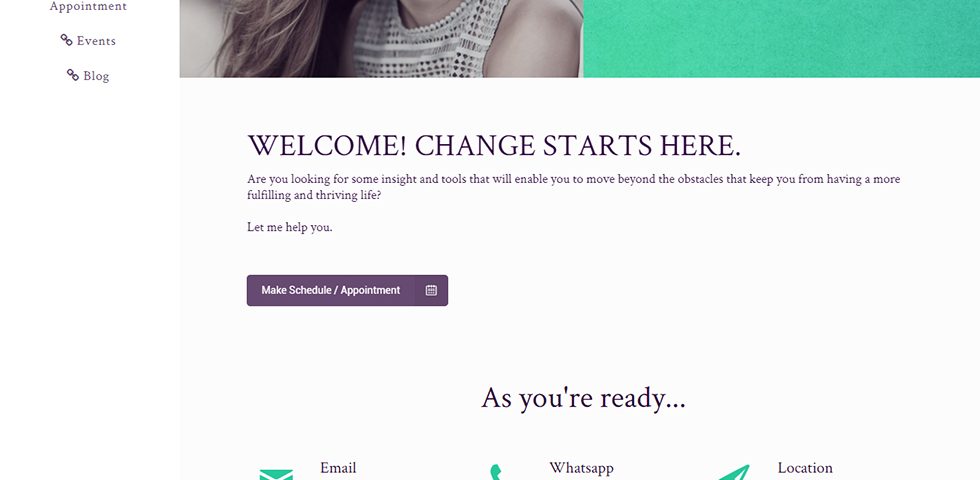 Appointment
Events
Blog
WELCOME! CHANGE STARTS HERE.
Are you looking for some insight and tools that will enable you to move beyond the obstacles that keep you from having a more
fulfilling and thriving life?
Let me help you.
Make Schedule / Appointment
As you're ready...
Email
Whatsapp
Location